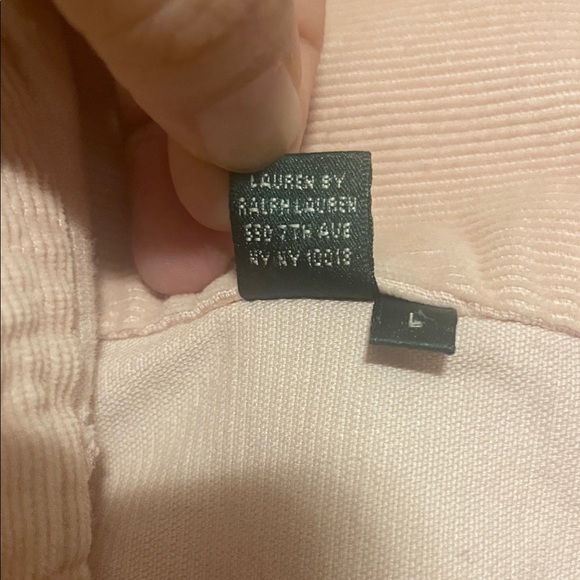 LAUREN BY
RALPH LAUREN
550 7TH AVE
NY NY 10018
L